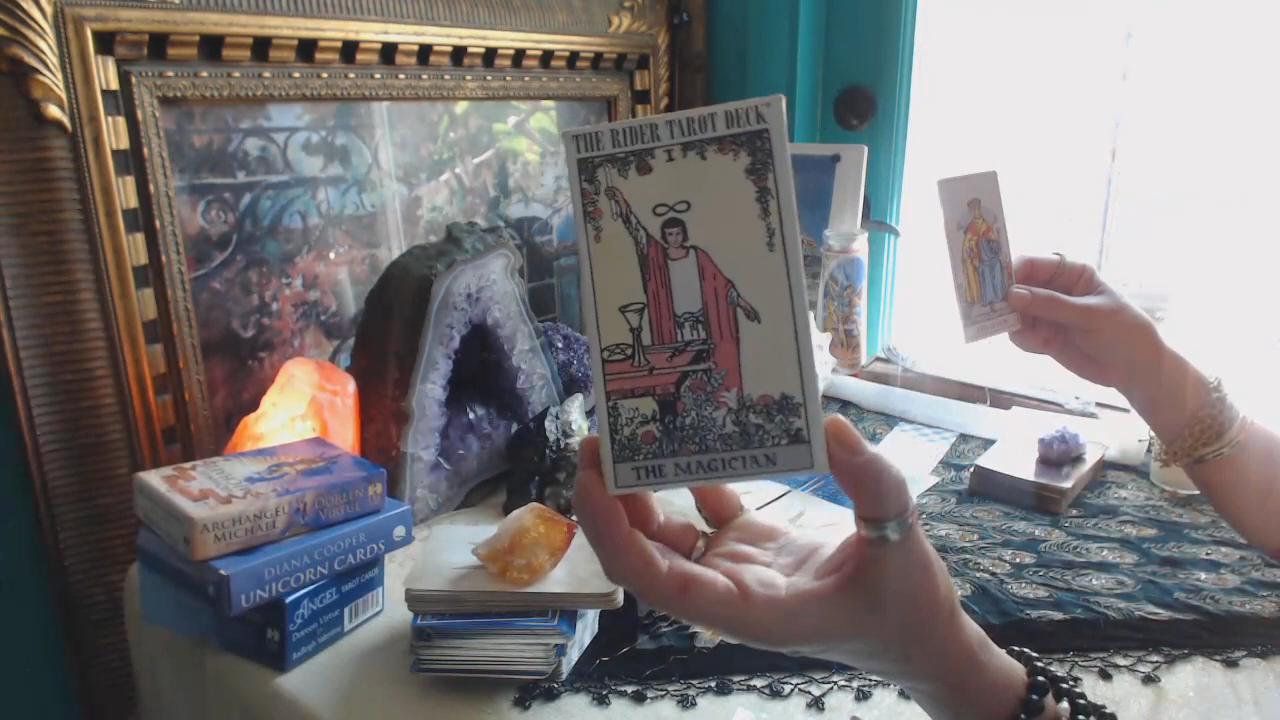 THE RIDER TAROT DECK®
I
THE MAGICIAN
ARCHANGEL
MICHAEL
DOREEN
VIRTUE
DIANA COOPER
UNICORN CARDS
ANGEL TAROT CARDS
Doreen Virtue
Radleigh Valentine